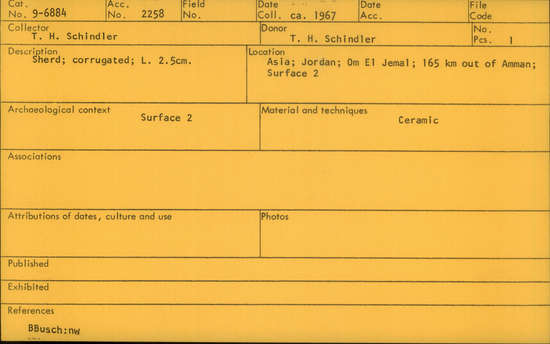 Cat. No. 9-6884 Acc. No. 2258 Field No. Date Coll. ca. 1967 Date Acc. File Code
Collector T. H. Schindler Donor T. H. Schindler No. Pcs. 1
Description Sherd; corrugated; L. 2.5cm.
Location Asia; Jordan; Om El Jemal; 165 km out of Amman;
Surface 2
Archaeological context Surface 2 Material and techniques Ceramic
Associations
Attributions of dates, culture and use Photos
Published
Exhibited
References
BBusch:nw